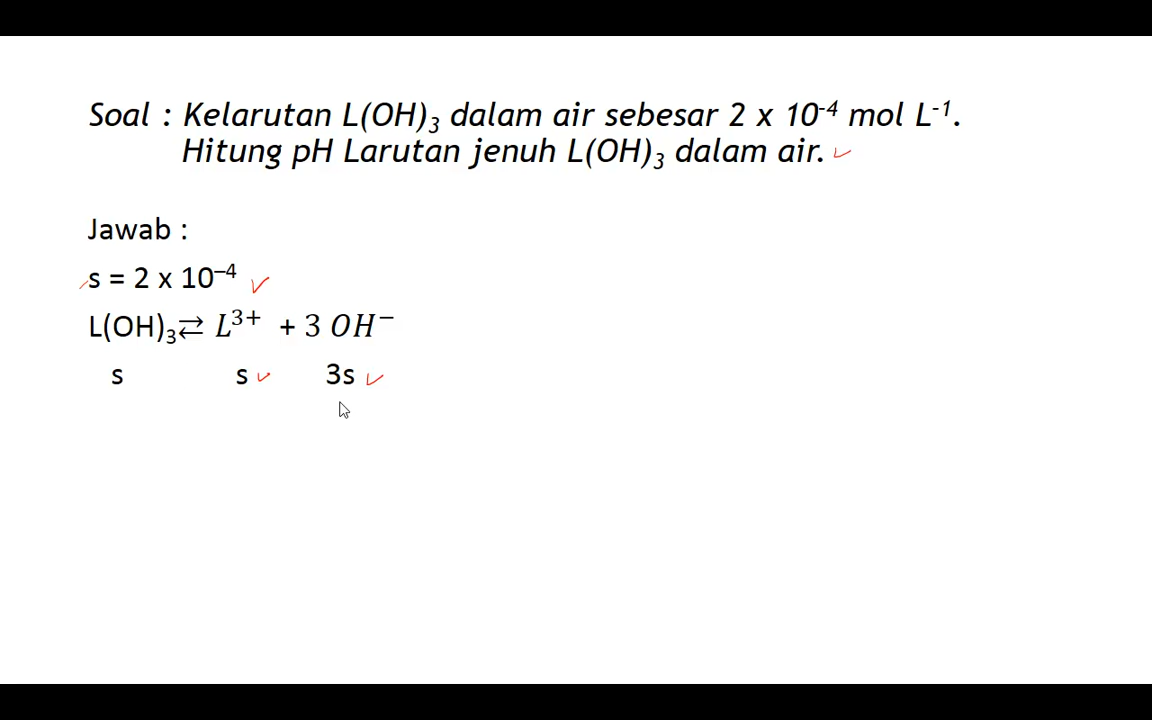 Soal : Kelarutan L(OH)₃ dalam air sebesar 2 x 10⁻⁴ mol L⁻¹.
Hitung pH Larutan jenuh L(OH)₃ dalam air.
Jawab :
s = 2 x 10⁻⁴
L(OH)₃⇄ L³⁺ + 3 OH⁻
s s 3s